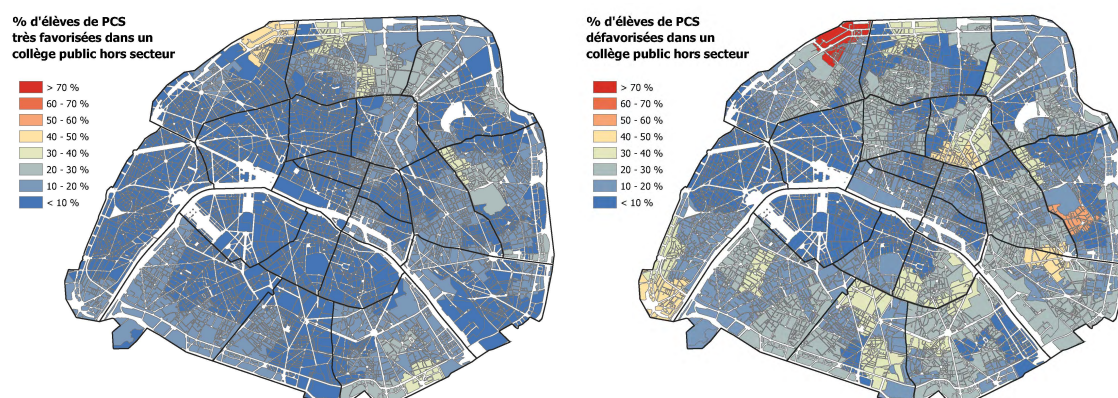 % d'élèves de PCS
très favorisées dans un
collège public hors secteur
> 70 %
60 - 70 %
50 - 60 %
40 - 50 %
30 - 40 %
20 - 30 %
10 - 20 %
< 10 %
% d'élèves de PCS
défavorisées dans un
collège public hors secteur
> 70 %
60 - 70 %
50 - 60 %
40 - 50 %
30 - 40 %
20 - 30 %
10 - 20 %
< 10 %